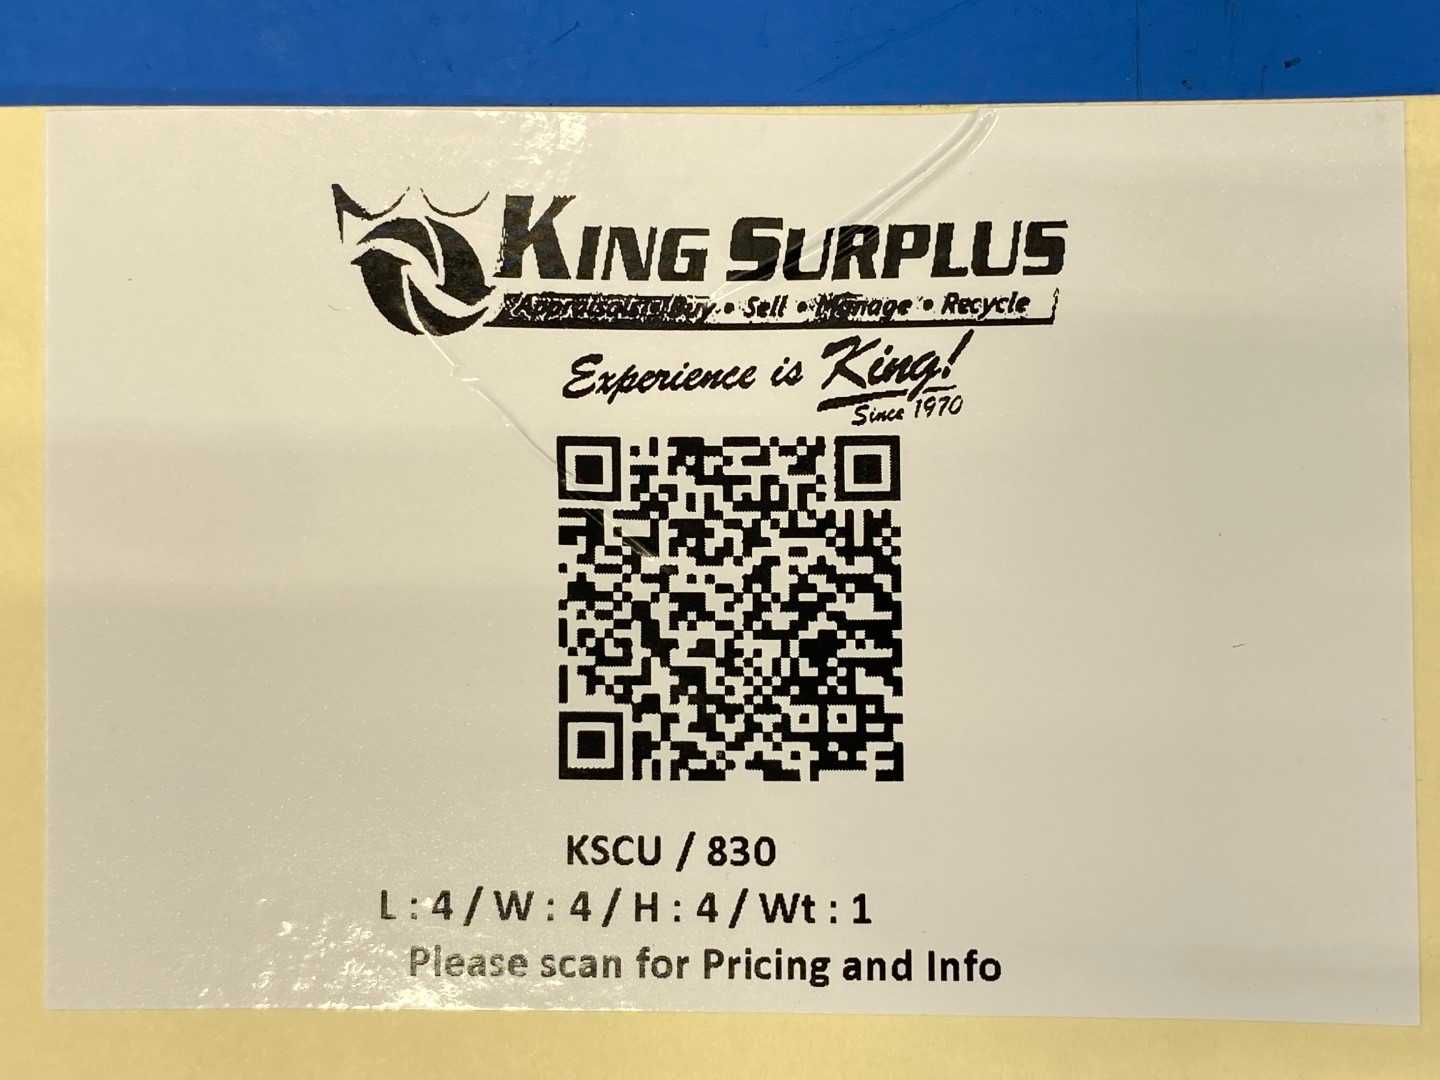 KING SURPLUS
Appraisals • Buy • Sell • Manage • Recycle
Experience is King!
Since 1970
KSCU / 830
L : 4 / W : 4 / H : 4 / Wt : 1
Please scan for Pricing and Info